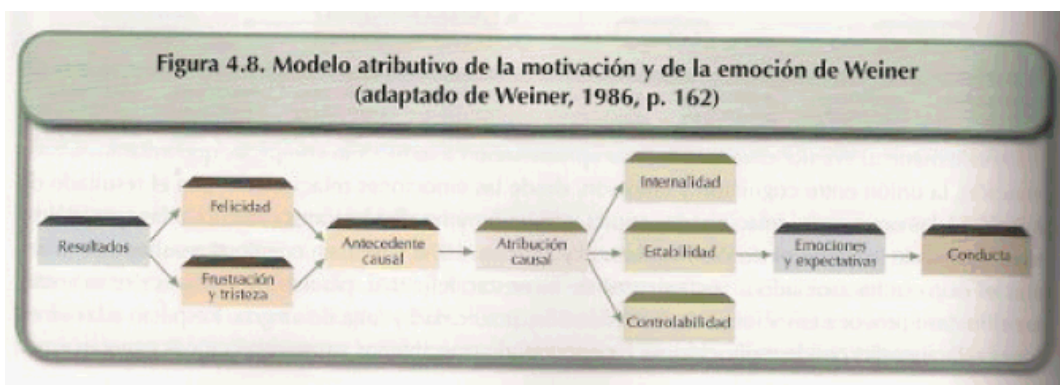 Figura 4.8. Modelo atributivo de la motivación y de la emoción de Weiner
(adaptado de Weiner, 1986, p. 162)
Resultados
Felicidad
Frustración
y tristeza
Antecedente
causal
Atribución
causal
Internalidad
Estabilidad
Controlabilidad
Emociones
y expectativas
Conducta